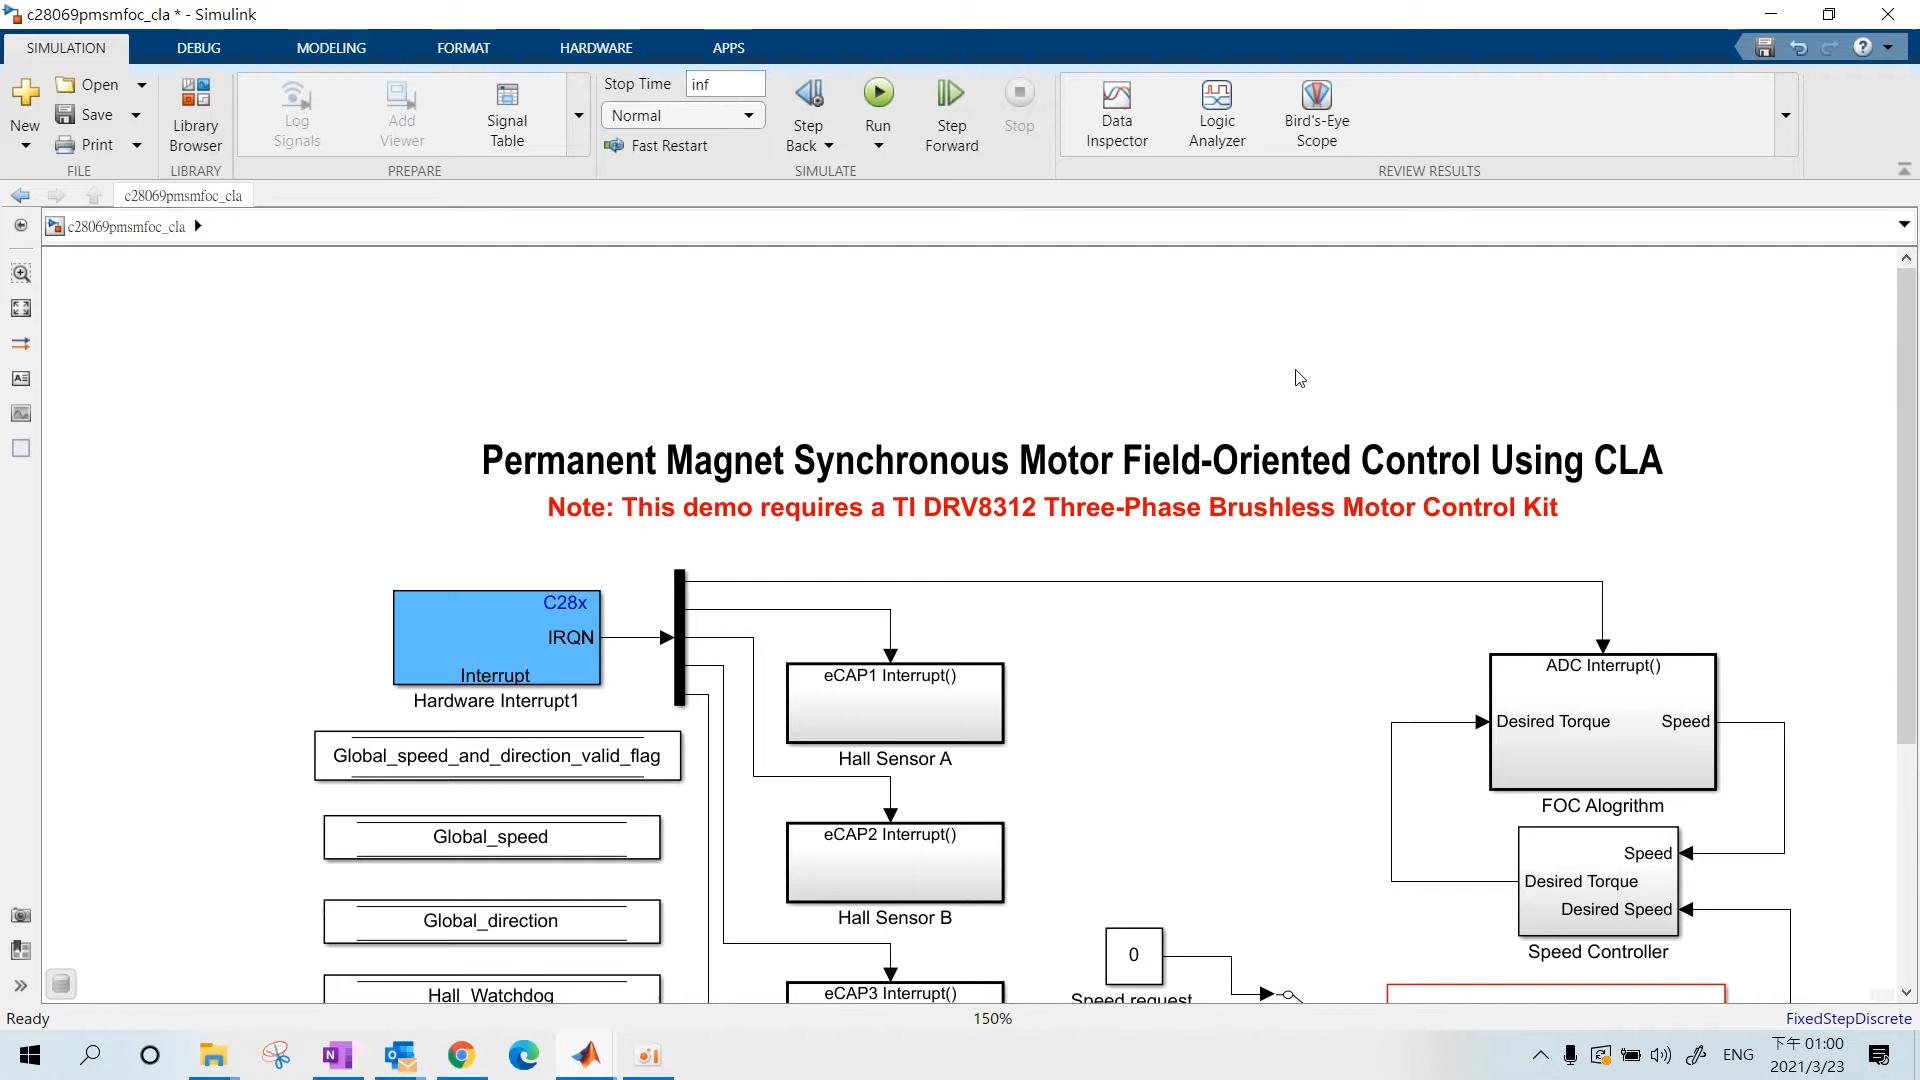 c28069pmsmfoc_cla * - Simulink
SIMULATION DEBUG MODELING FORMAT HARDWARE APPS
New
Open
Save
Print
FILE
Library Browser
LIBRARY
Log Signals
Add Viewer
Signal Table
PREPARE
Stop Time inf
Normal
Fast Restart
Step Back
Run
Step Forward
Stop
SIMULATE
Data Inspector
Logic Analyzer
Bird's-Eye Scope
REVIEW RESULTS
c28069pmsmfoc_cla
c28069pmsmfoc_cla
Permanent Magnet Synchronous Motor Field-Oriented Control Using CLA
Note: This demo requires a TI DRV8312 Three-Phase Brushless Motor Control Kit
C28x
IRQN
Interrupt
Hardware Interrupt1
Global_speed_and_direction_valid_flag
Global_speed
Global_direction
Hall_Watchdog
eCAP1 Interrupt()
Hall Sensor A
eCAP2 Interrupt()
Hall Sensor B
eCAP3 Interrupt()
0
Speed request
ADC Interrupt()
Desired Torque Speed
FOC Alogrithm
Speed
Desired Torque
Desired Speed
Speed Controller
Ready
150%
FixedStepDiscrete
ENG
下午 01:00
2021/3/23